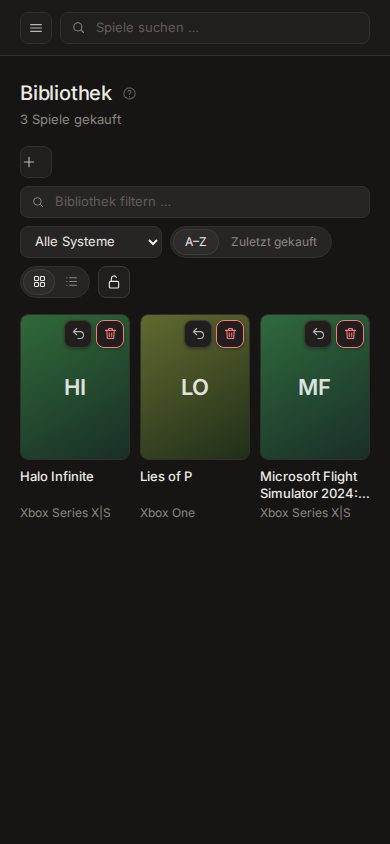 Spiele suchen ...
Bibliothek
3 Spiele gekauft
Bibliothek filtern ...
Alle Systeme
A–Z
Zuletzt gekauft
HI
LO
MF
Halo Infinite
Lies of P
Microsoft Flight
Simulator 2024:...
Xbox Series X|S
Xbox One
Xbox Series X|S